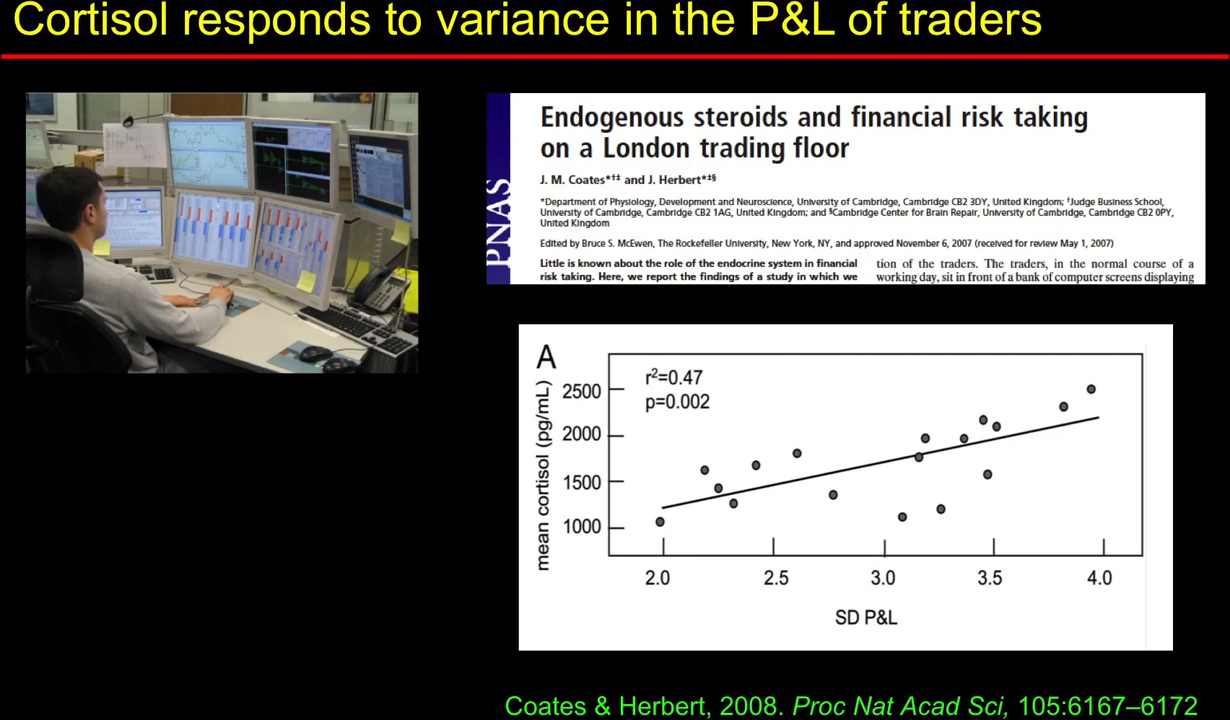 Cortisol responds to variance in the P&L of traders
PNAS
Endogenous steroids and financial risk taking
on a London trading floor
J. M. Coates*†‡ and J. Herbert*‡§
*Department of Physiology, Development and Neuroscience, University of Cambridge, Cambridge CB2 3DY, United Kingdom; †Judge Business School,
University of Cambridge, Cambridge CB2 1AG, United Kingdom; and §Cambridge Center for Brain Repair, University of Cambridge, Cambridge CB2 0PY,
United Kingdom
Edited by Bruce S. McEwen, The Rockefeller University, New York, NY, and approved November 6, 2007 (received for review May 1, 2007)
Little is known about the role of the endocrine system in financial
risk taking. Here, we report the findings of a study in which we
tion of the traders. The traders, in the normal course of a
working day, sit in front of a bank of computer screens displaying
A
r²=0.47
p=0.002
mean cortisol (pg/mL)
2500
2000
1500
1000
2.0 2.5 3.0 3.5 4.0
SD P&L
Coates & Herbert, 2008. Proc Nat Acad Sci, 105:6167–6172